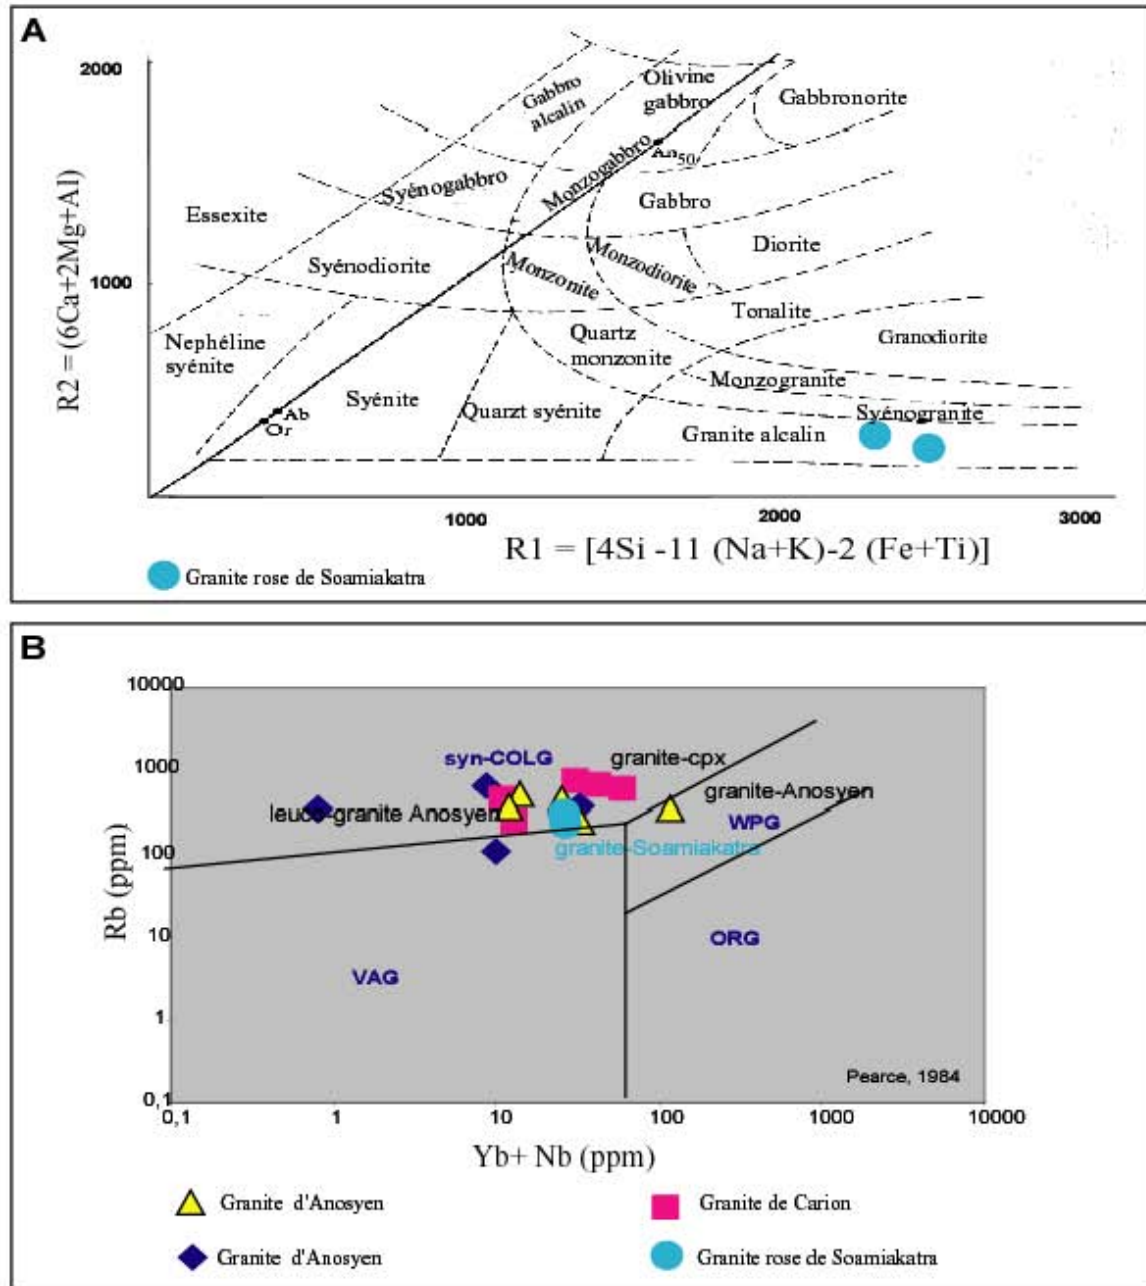 A
2000
Gabbro
alcalin
Olivine
gabbro
Gabbronorite
An50
Monzogabbro
Syénogabbro
Gabbro
Essexite
Diorite
Syénodiorite
Monzonite
Monzodiorite
1000
Tonalite
Nephéline
syénite
Quartz
monzonite
Granodiorite
Monzogranite
Syénite
Ab
Or
Quarzt syénite
Syénogranite
Granite alcalin
R2 = (6Ca+2Mg+Al)
1000
2000
3000
R1 = [4Si -11 (Na+K)-2 (Fe+Ti)]
Granite rose de Soamiakatra
B
10000
1000
100
10
1
0,1
Rb (ppm)
syn-COLG
granite-cpx
granite-Anosyen
leuco-granite Anosyen
WPG
granite-Soamiakatra
ORG
VAG
Pearce, 1984
0,1
1
10
100
1000
10000
Yb+ Nb (ppm)
Granite d'Anosyen
Granite de Carion
Granite d'Anosyen
Granite rose de Soamiakatra